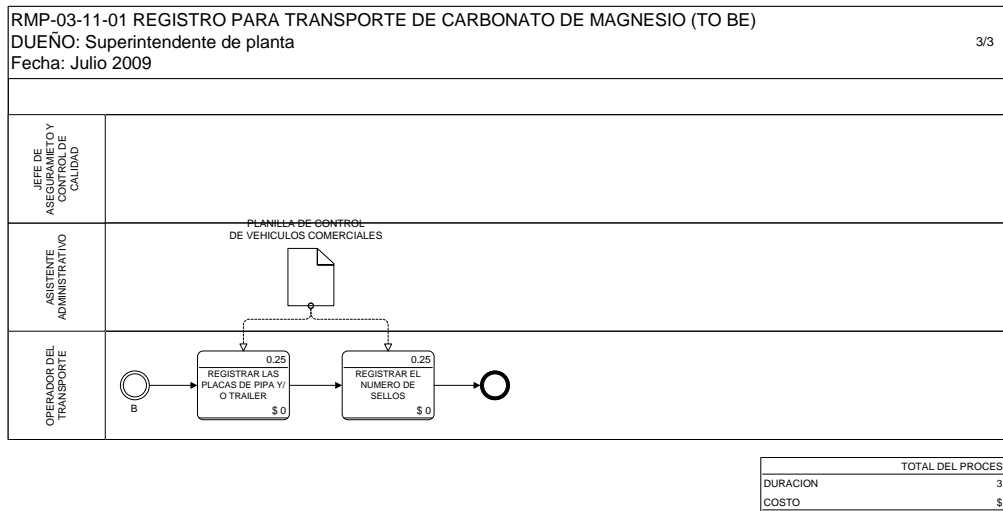 RMP-03-11-01 REGISTRO PARA TRANSPORTE DE CARBONATO DE MAGNESIO (TO BE)
DUEÑO: Superintendente de planta
3/3
Fecha: Julio 2009
JEFE DE
ASEGURAMIETO Y
CONTROL DE
CALIDAD
PLANILLA DE CONTROL
DE VEHICULOS COMERCIALES
ASISTENTE
ADMINISTRATIVO
OPERADOR DEL
TRANSPORTE
B
0.25
REGISTRAR LAS
PLACAS DE PIPA Y/
O TRAILER
$ 0
0.25
REGISTRAR EL
NUMERO DE
SELLOS
$ 0
TOTAL DEL PROCES
DURACION 3
COSTO $